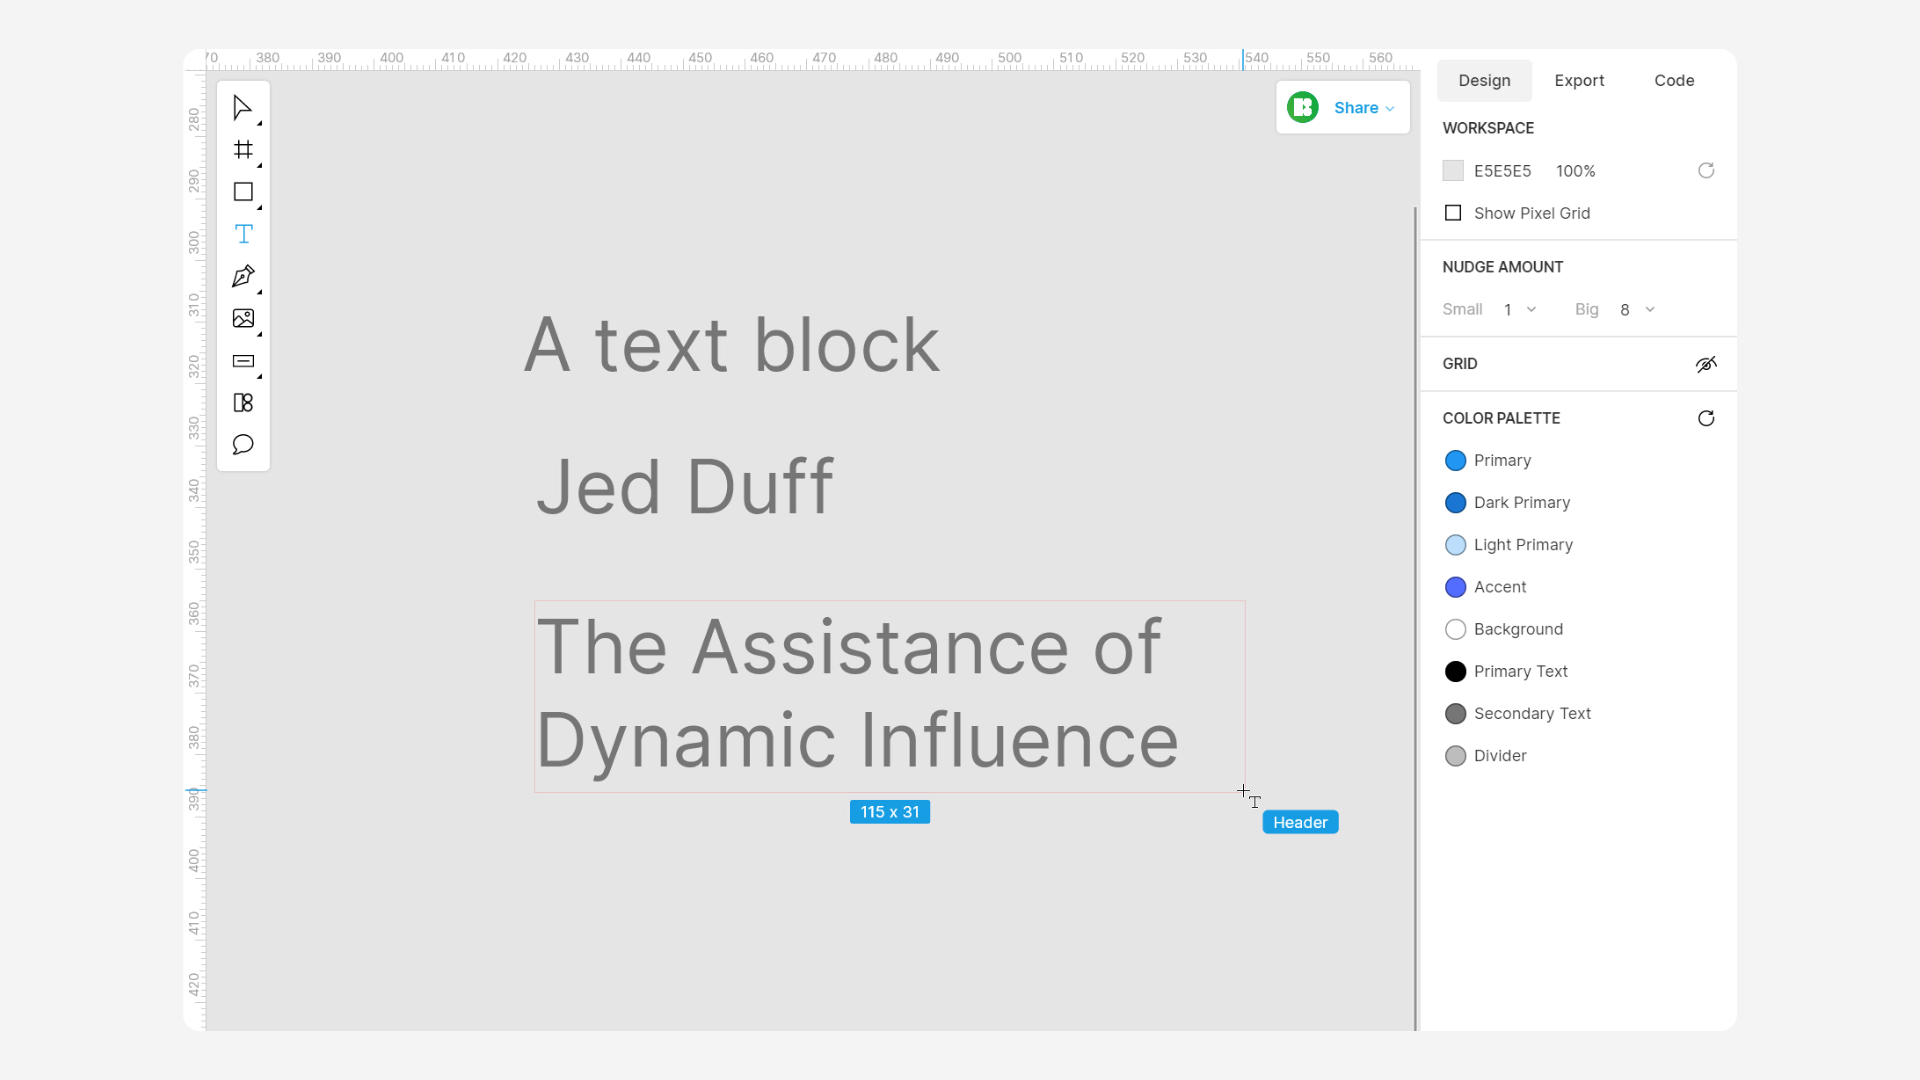 70 380 390 400 410 420 430 440 450 460 470 480 490 500 510 520 530 540 550 560
280
290
300
310
320
330
340
350
360
370
380
390
400
410
420
Share
A text block
Jed Duff
The Assistance of
Dynamic Influence
115 x 31
Header
Design Export Code
WORKSPACE
E5E5E5 100%
Show Pixel Grid
NUDGE AMOUNT
Small 1 Big 8
GRID
COLOR PALETTE
Primary
Dark Primary
Light Primary
Accent
Background
Primary Text
Secondary Text
Divider